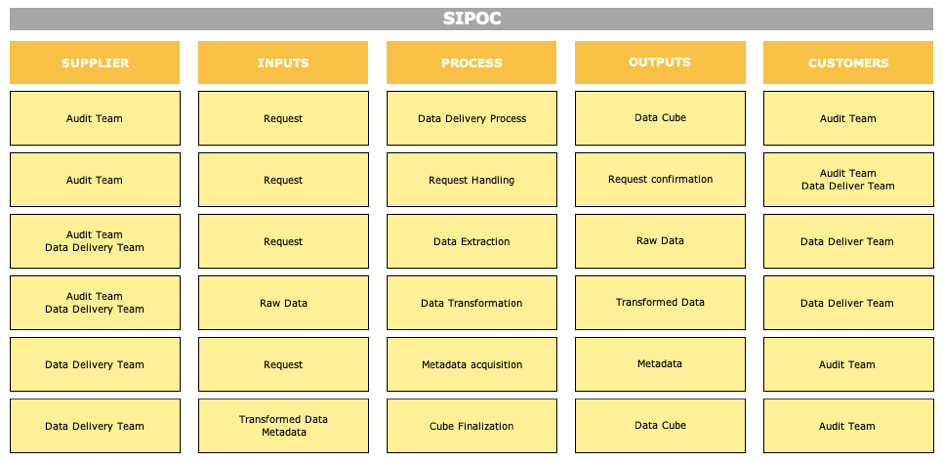 SIPOC
SUPPLIER INPUTS PROCESS OUTPUTS CUSTOMERS
Audit Team Request Data Delivery Process Data Cube Audit Team
Audit Team Request Request Handling Request confirmation Audit Team
Data Deliver Team
Audit Team
Data Delivery Team Request Data Extraction Raw Data Data Deliver Team
Audit Team
Data Delivery Team Raw Data Data Transformation Transformed Data Data Deliver Team
Data Delivery Team Request Metadata acquisition Metadata Audit Team
Data Delivery Team Transformed Data
Metadata Cube Finalization Data Cube Audit Team